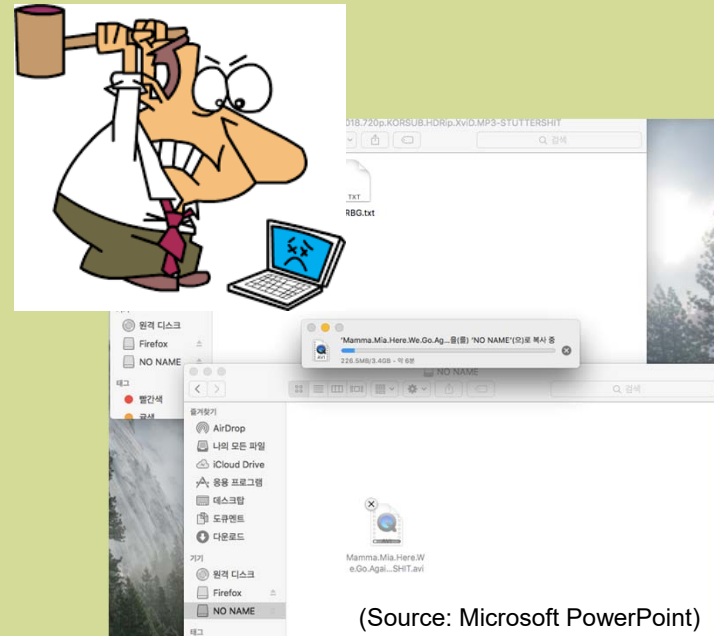 018.720p.KORSUB.HDRip.XviD.MP3-STUTTERSHIT
검색
TXT
RBG.txt
원격 디스크
Firefox
NO NAME
태그
빨간색
'Mamma.Mia.Here.We.Go.Ag...을(를) 'NO NAME'(으)로 복사 중
AVI
226.5MB/3.4GB - 약 6분
NO NAME
검색
즐겨찾기
AirDrop
나의 모든 파일
iCloud Drive
응용 프로그램
데스크탑
도큐멘트
다운로드
기기
원격 디스크
Firefox
NO NAME
태그
Mamma.Mia.Here.W
e.Go.Agai...SHIT.avi
(Source: Microsoft PowerPoint)